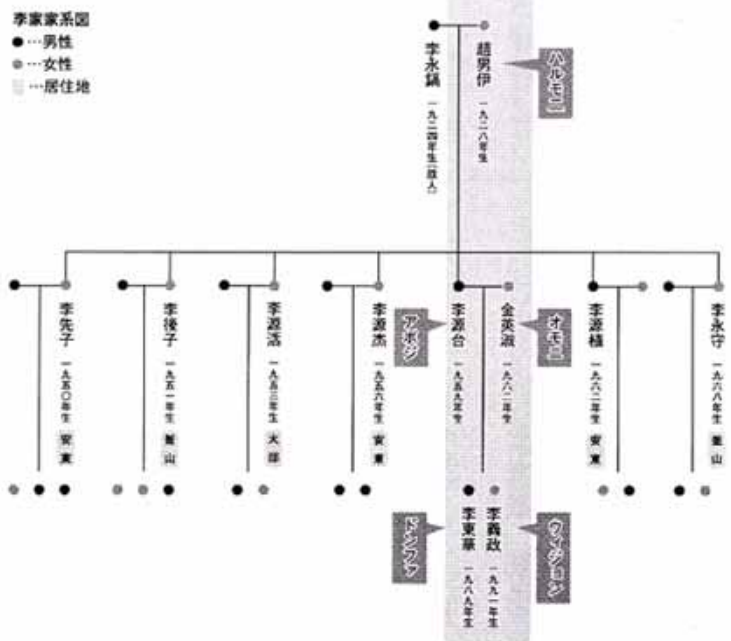 李家家系図
●…男性
●…女性
…居住地
ハルモニ
趙男伊 一九二八年生
李永鍋 一九二四年生(故人)
李永守 一九六八年生 釜山
李源植 一九六二年生 安東
オモニ
金英淑 一九六二年生
李源台 一九五九年生
アボジ
李源杰 一九五六年生 安東
李源活 一九五三年生 大邱
李後子 一九五一年生 釜山
李先子 一九五〇年生 安東
ウィジョン
李義政 一九九一年生
李東華 一九八九年生
ドンファ